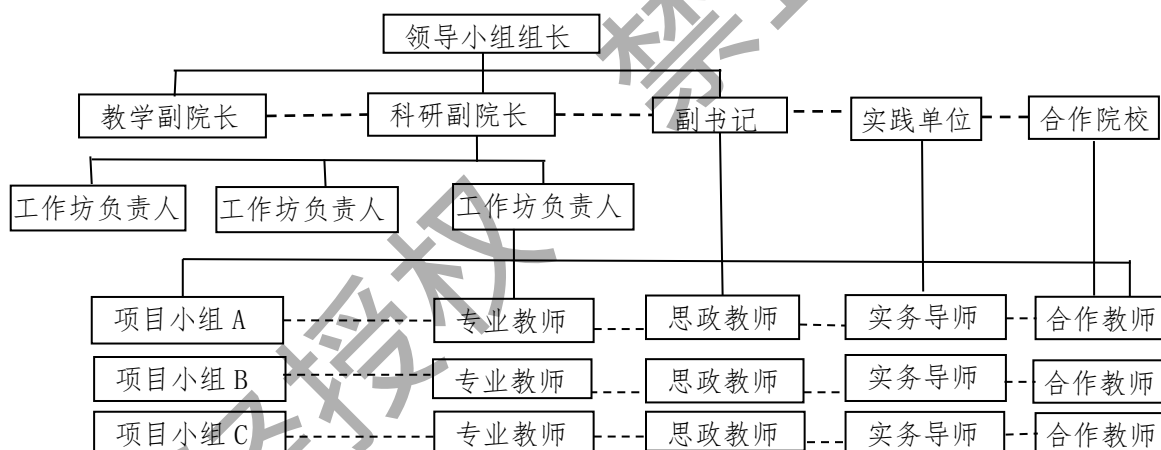 领导小组组长
教学副院长 科研副院长 副书记 实践单位 合作院校
工作坊负责人 工作坊负责人 工作坊负责人
项目小组 A 专业教师 思政教师 实务导师 合作教师
项目小组 B 专业教师 思政教师 实务导师 合作教师
项目小组 C 专业教师 思政教师 实务导师 合作教师
授权
禁